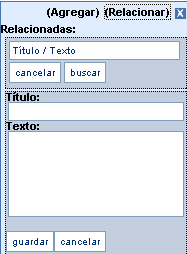 (Agregar) (Relacionar) x
Relacionadas:
Título / Texto
cancelar buscar
Título:
Texto:
guardar cancelar